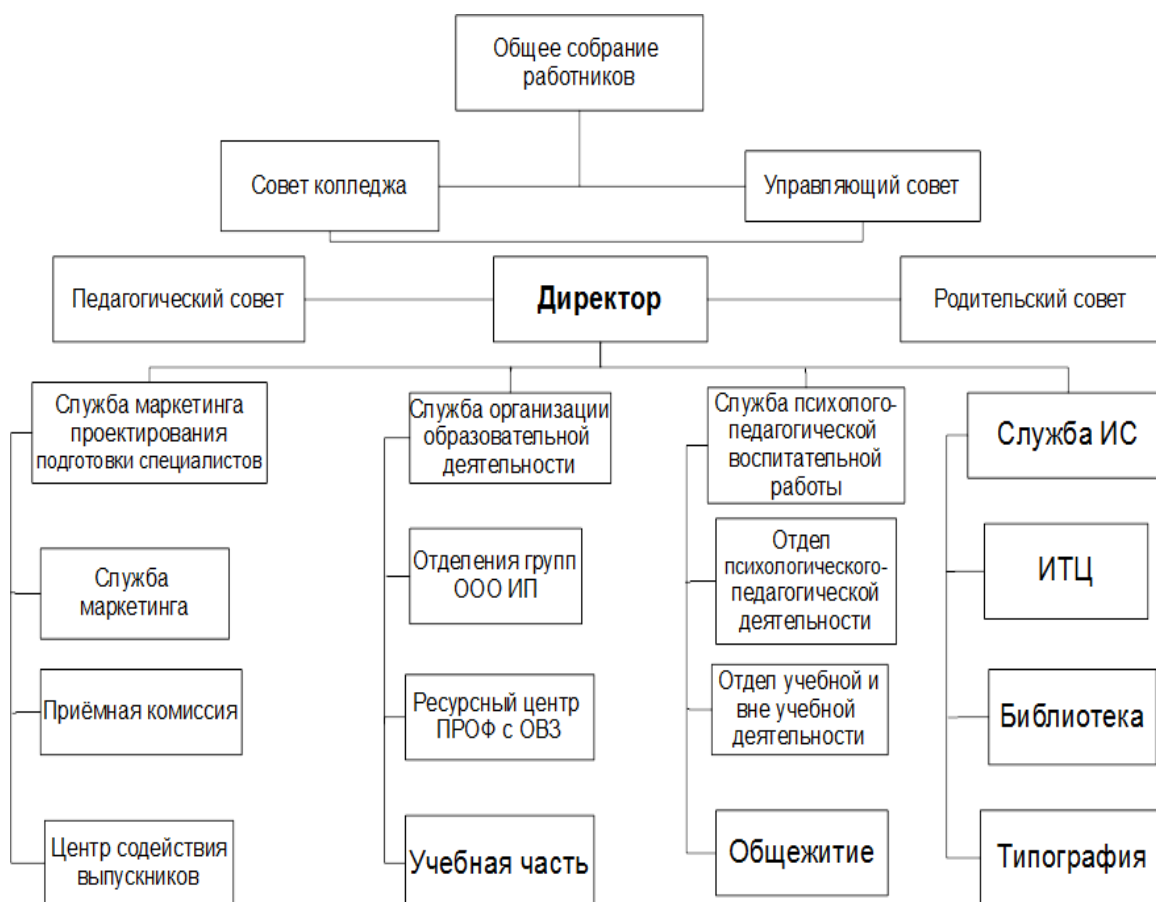 Общее собрание
работников
Совет колледжа
Управляющий совет
Педагогический совет
Директор
Родительский совет
Служба маркетинга
проектирования
подготовки специалистов
Служба организации
образовательной
деятельности
Служба психолого-
педагогической
воспитательной
работы
Служба ИС
Служба
маркетинга
Отделения групп
ООО ИП
Отдел
психологического-
педагогической
деятельности
ИТЦ
Приёмная комиссия
Ресурсный центр
ПРОФ с ОВЗ
Отдел учебной и
вне учебной
деятельности
Библиотека
Центр содействия
выпускников
Учебная часть
Общежитие
Типография